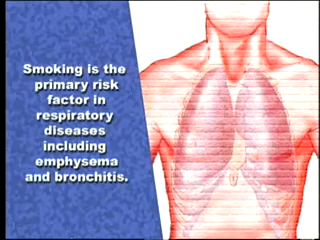 Smoking is the
primary risk
factor in
respiratory
diseases
including
emphysema
and bronchitis.